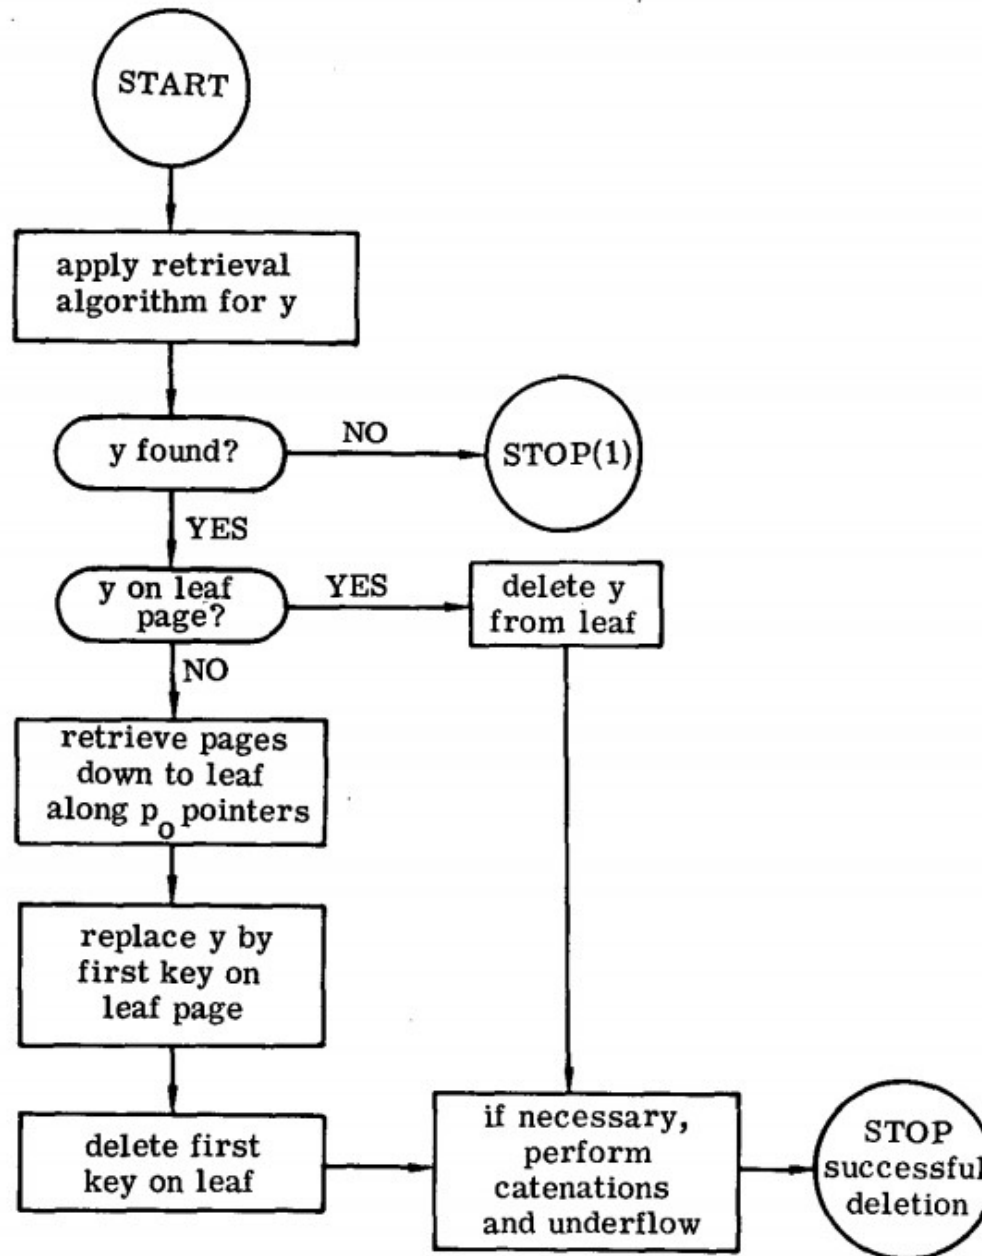 START
apply retrieval
algorithm for y
y found?
NO
STOP(1)
YES
y on leaf
page?
YES
delete y
from leaf
NO
retrieve pages
down to leaf
along p₀ pointers
replace y by
first key on
leaf page
delete first
key on leaf
if necessary,
perform
catenations
and underflow
STOP
successful
deletion